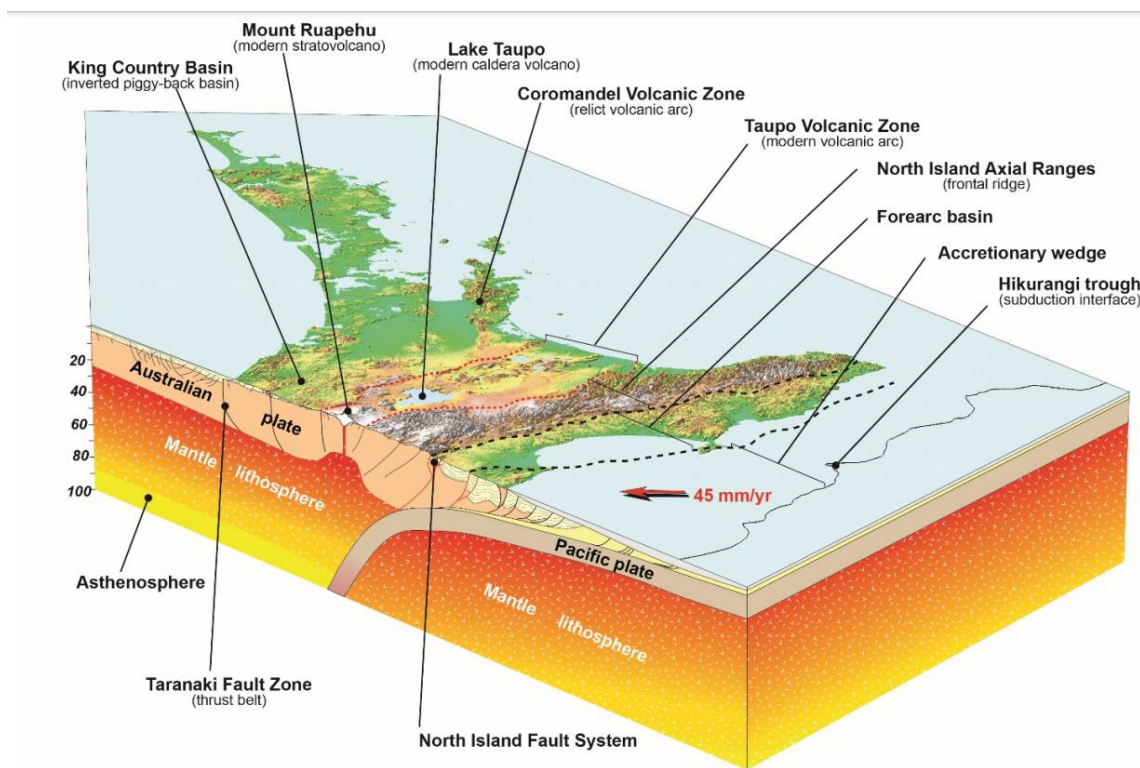 Mount Ruapehu
(modern stratovolcano)
King Country Basin
(inverted piggy-back basin)
Lake Taupo
(modern caldera volcano)
Coromandel Volcanic Zone
(relict volcanic arc)
Taupo Volcanic Zone
(modern volcanic arc)
North Island Axial Ranges
(frontal ridge)
Forearc basin
Accretionary wedge
Hikurangi trough
(subduction interface)
20
40
60
80
100
Australian plate
Mantle lithosphere
45 mm/yr
Pacific plate
Mantle lithosphere
Asthenosphere
Taranaki Fault Zone
(thrust belt)
North Island Fault System